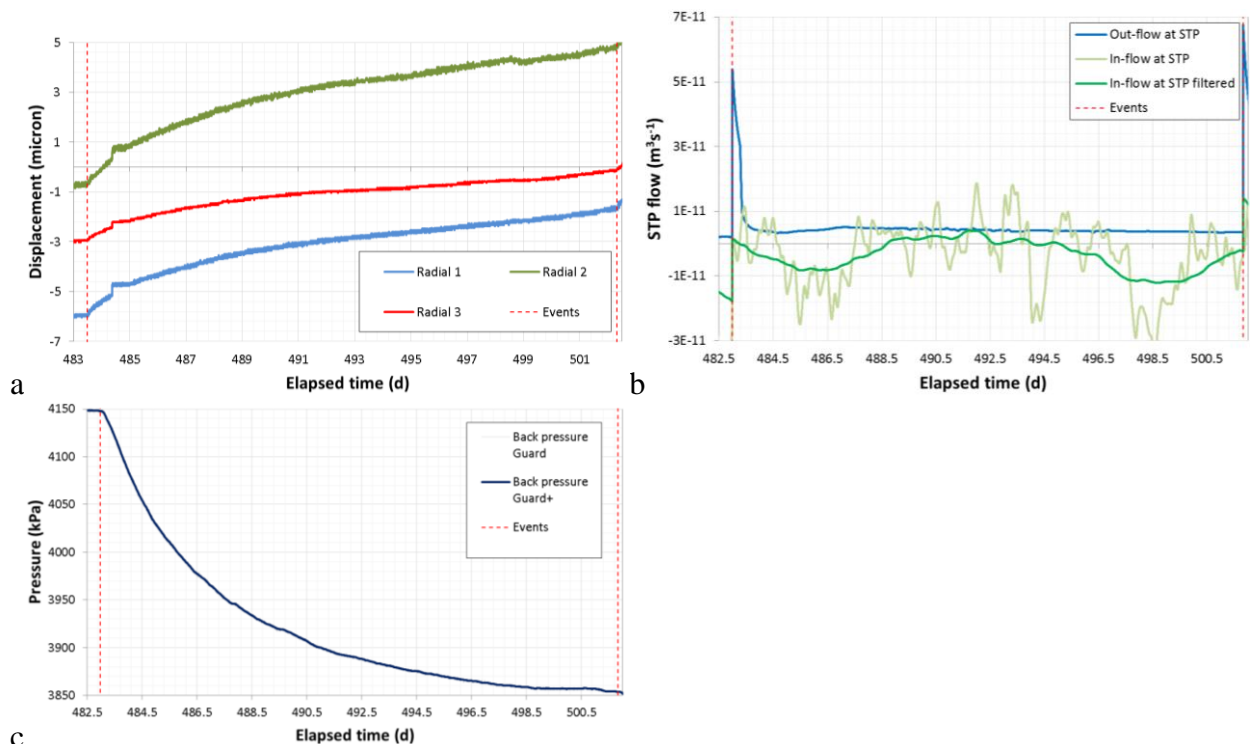 5
3
1
-1
-3
-5
-7
Displacement (micron)
Radial 1
Radial 2
Radial 3
Events
483 485 487 489 491 493 495 497 499 501
Elapsed time (d)
a
7E-11
5E-11
3E-11
1E-11
-1E-11
-3E-11
STP flow (m³s⁻¹)
Out-flow at STP
In-flow at STP
In-flow at STP filtered
Events
482.5 484.5 486.5 488.5 490.5 492.5 494.5 496.5 498.5 500.5
Elapsed time (d)
b
4150
4100
4050
4000
3950
3900
3850
Pressure (kPa)
Back pressure
Guard
Back pressure
Guard+
Events
482.5 484.5 486.5 488.5 490.5 492.5 494.5 496.5 498.5 500.5
Elapsed time (d)
c